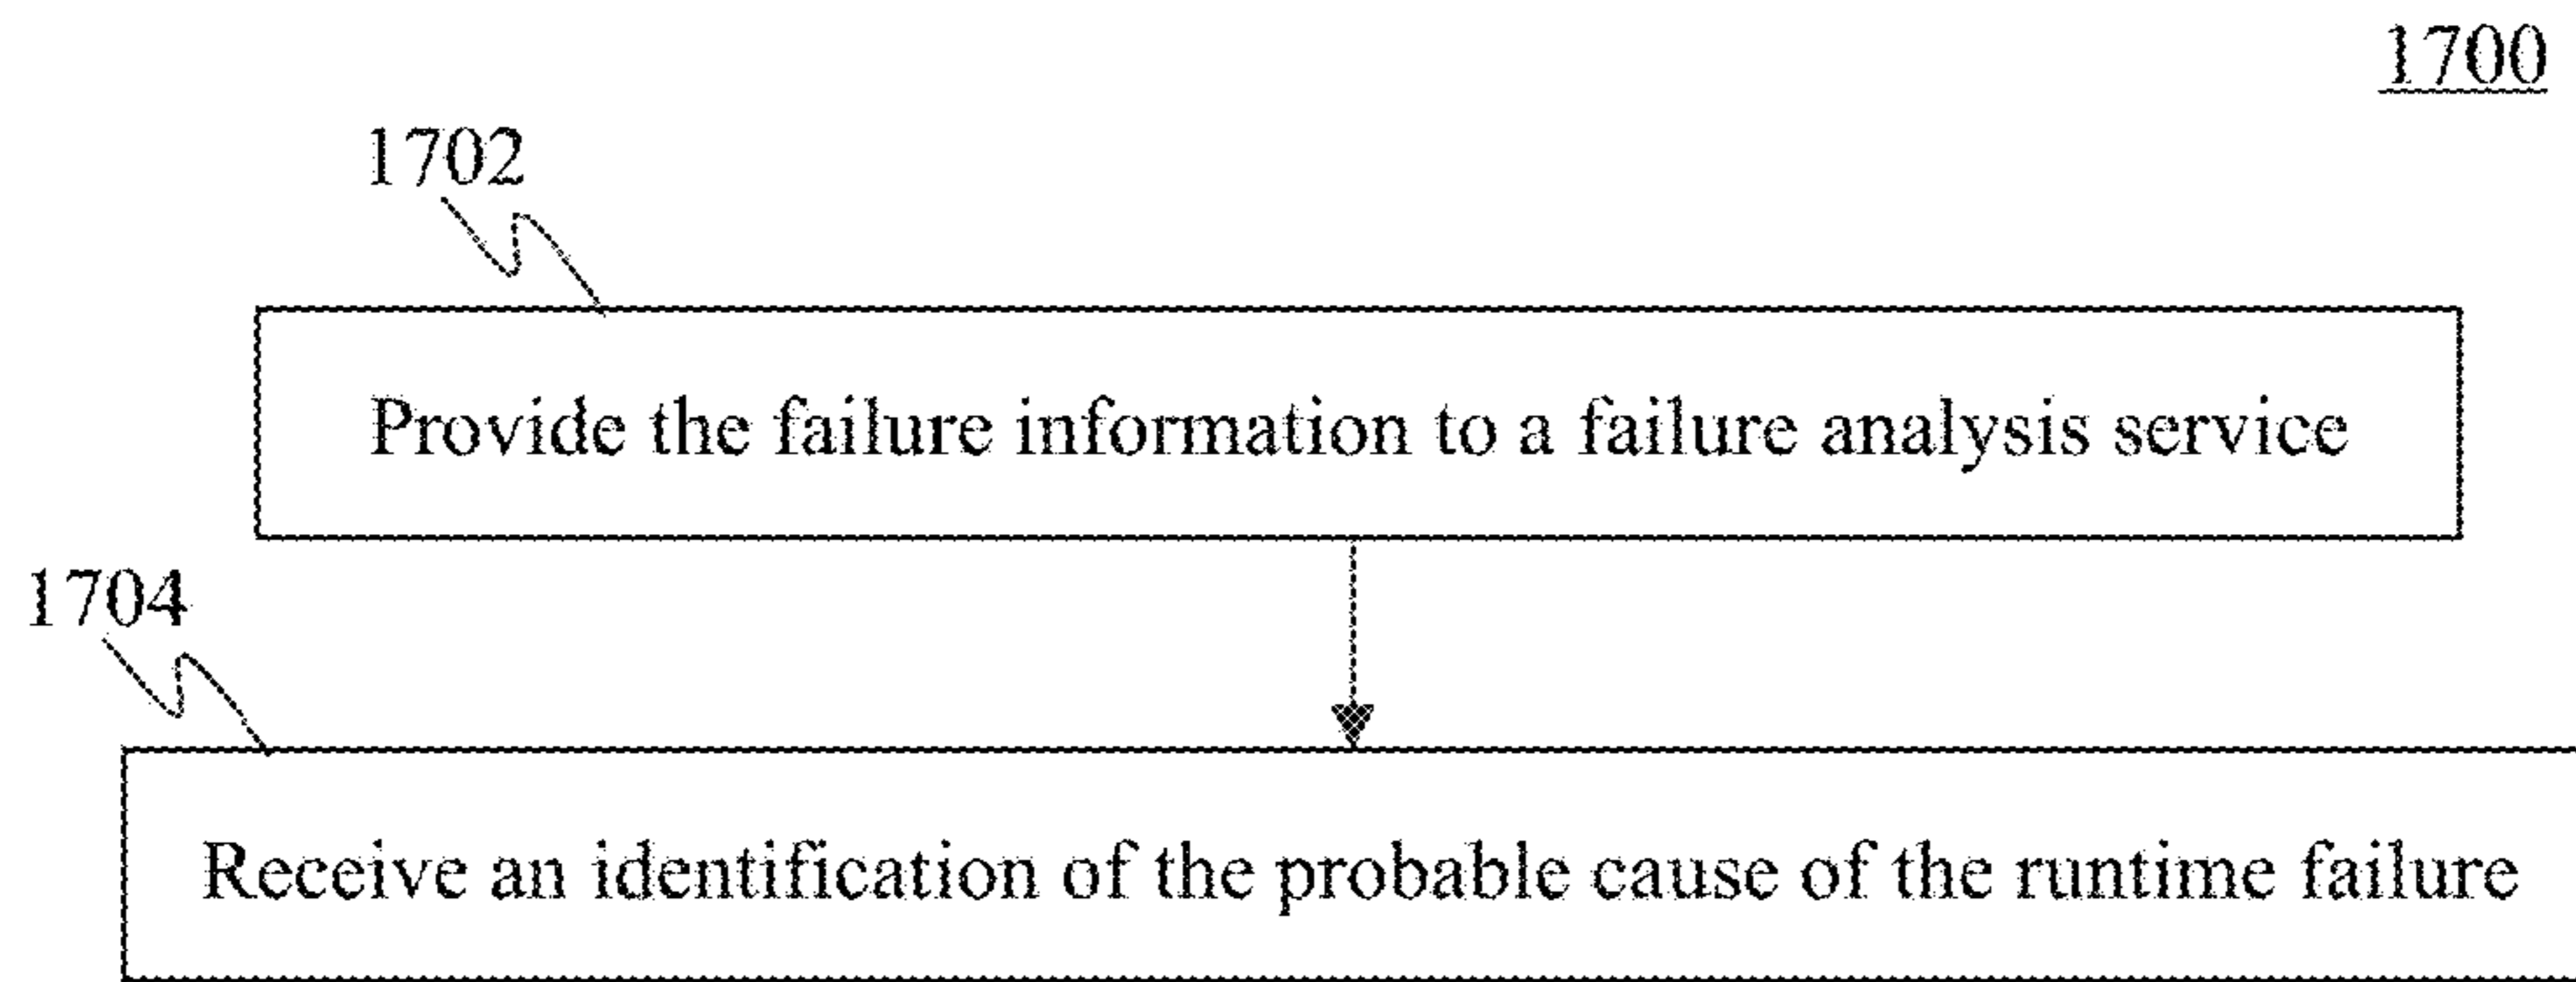 1700
1702
Provide the failure information to a failure analysis service
1704
Receive an identification of the probable cause of the runtime failure